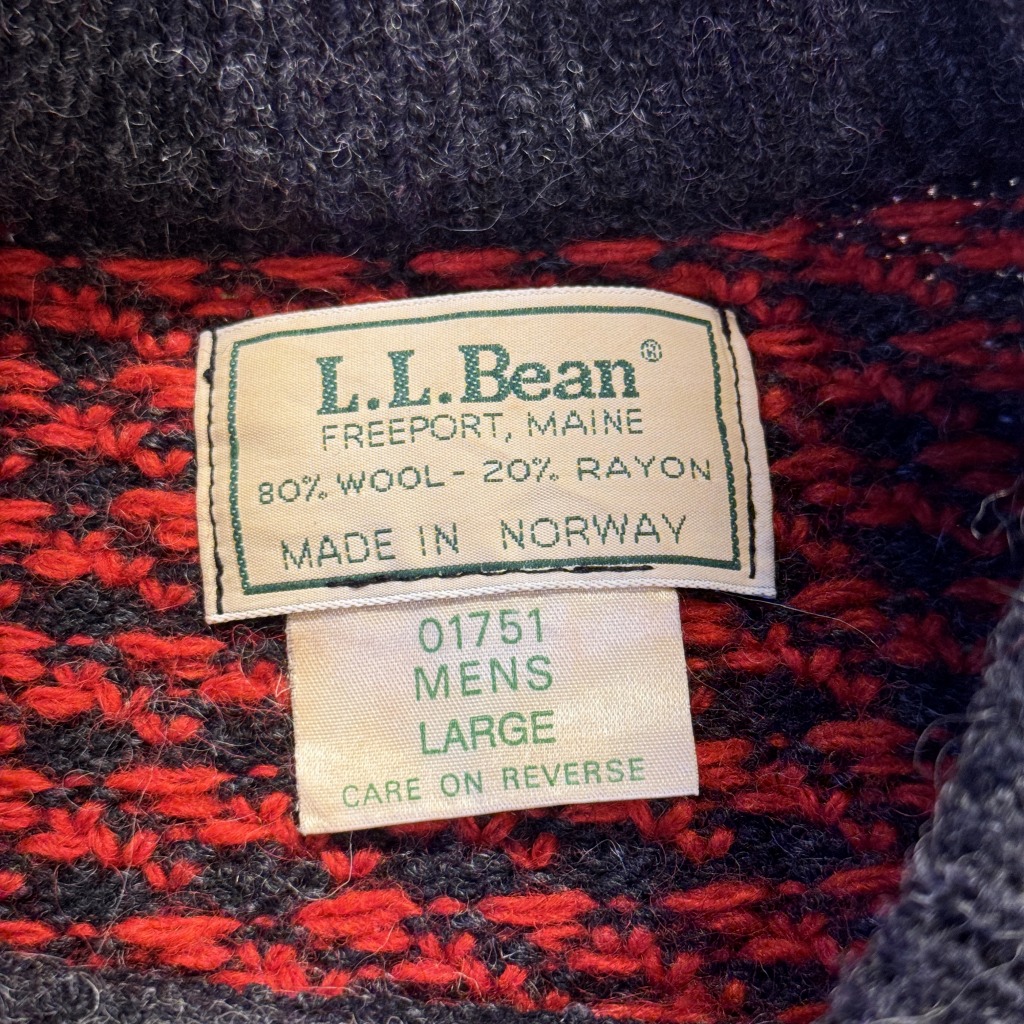 L.L.Bean®
FREEPORT, MAINE
80% WOOL - 20% RAYON
MADE IN NORWAY
01751
MENS
LARGE
CARE ON REVERSE